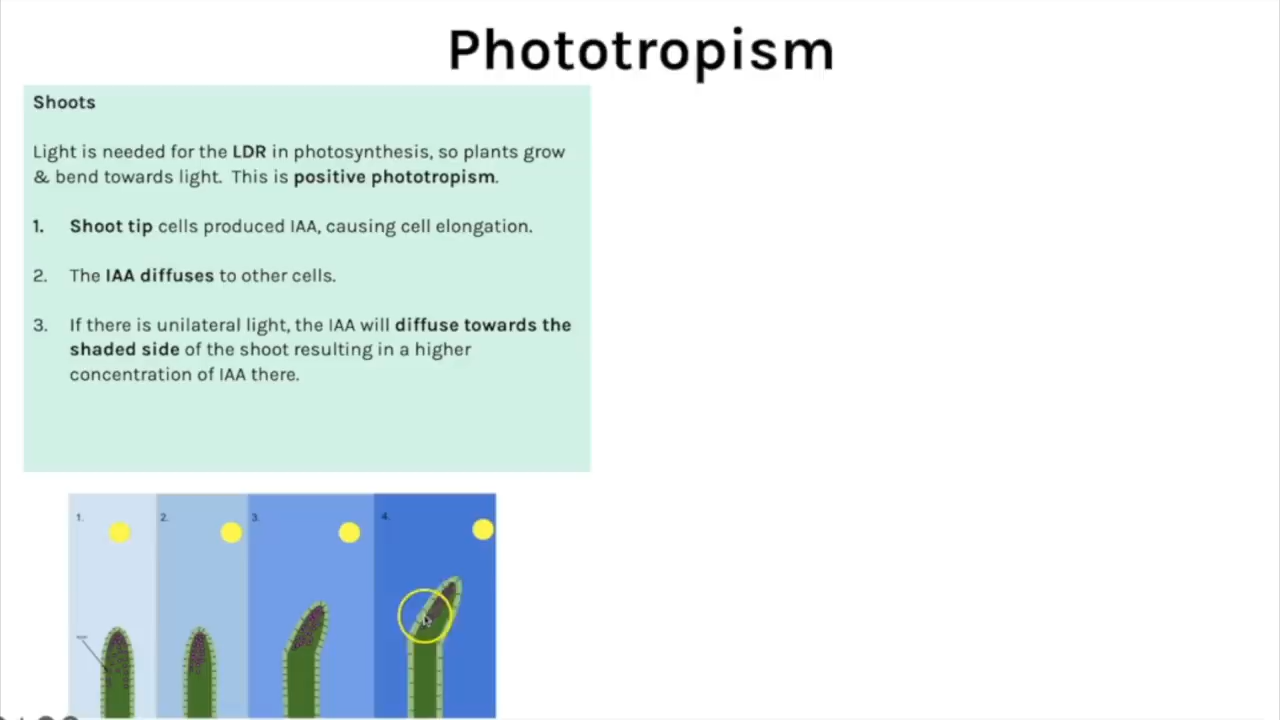 Phototropism
Shoots
Light is needed for the LDR in photosynthesis, so plants grow
& bend towards light. This is positive phototropism.
1. Shoot tip cells produced IAA, causing cell elongation.
2. The IAA diffuses to other cells.
3. If there is unilateral light, the IAA will diffuse towards the
shaded side of the shoot resulting in a higher
concentration of IAA there.
1. 2. 3. 4.